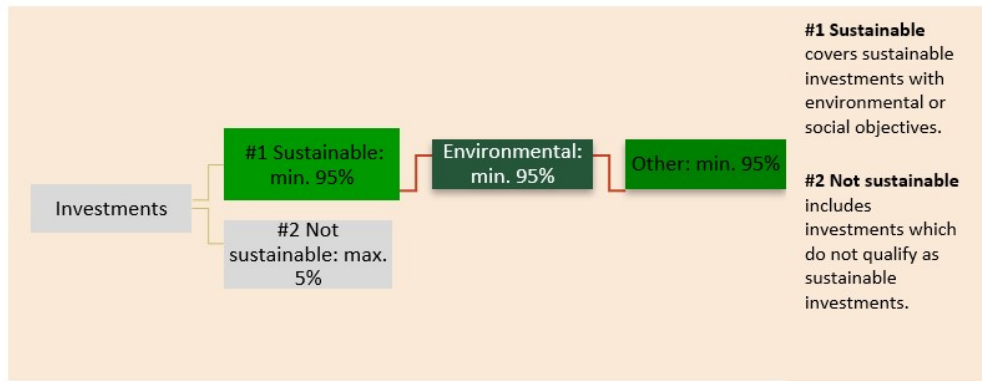 Investments
#1 Sustainable:
min. 95%
#2 Not
sustainable: max.
5%
Environmental:
min. 95%
Other: min. 95%
#1 Sustainable
covers sustainable
investments with
environmental or
social objectives.
#2 Not sustainable
includes
investments which
do not qualify as
sustainable
investments.